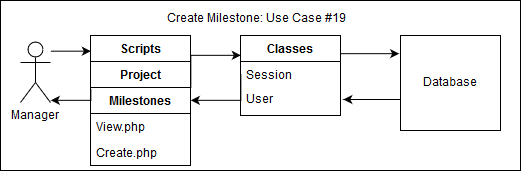 Create Milestone: Use Case #19
Scripts
Project
Milestones
View.php
Create.php
Classes
Session
User
Database
Manager